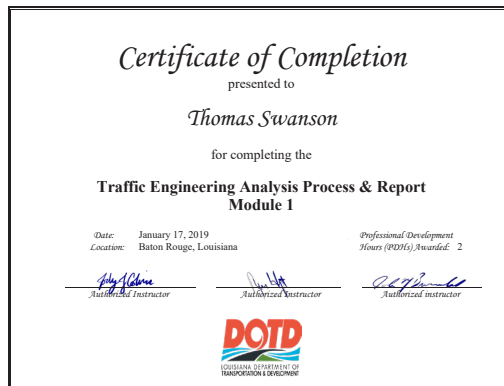 Certificate of Completion
presented to
Thomas Swanson
for completing the
Traffic Engineering Analysis Process & Report
Module 1
Date: January 17, 2019
Location: Baton Rouge, Louisiana
Professional Development
Hours (PDHs) Awarded: 2
Authorized Instructor
Authorized Instructor
Authorized instructor
DOTD
LOUISIANA DEPARTMENT OF
TRANSPORTATION & DEVELOPMENT